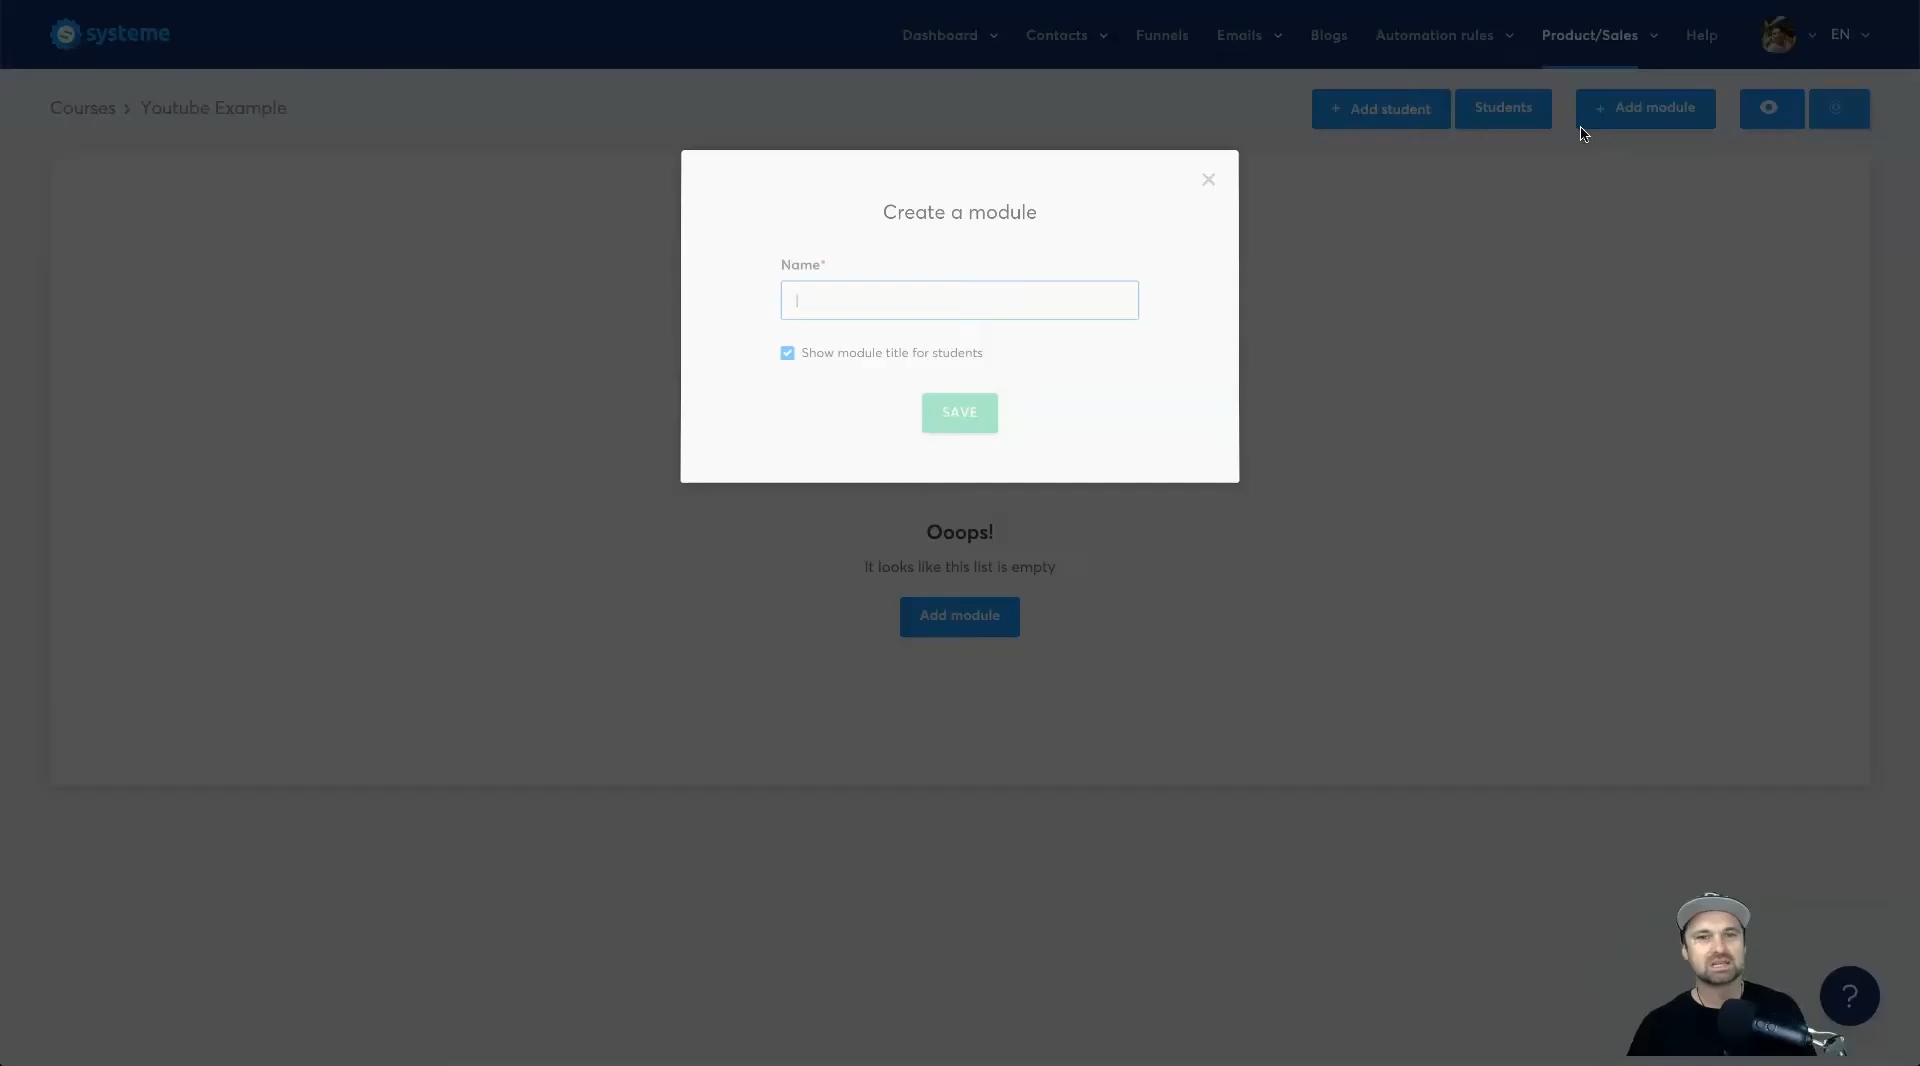 systeme
Dashboard Contacts Funnels Emails Blogs Automation rules Product/Sales Help EN
Courses › Youtube Example
+ Add student Students + Add module
×
Create a module
Name*
Show module title for students
SAVE
Ooops!
It looks like this list is empty
Add module
?